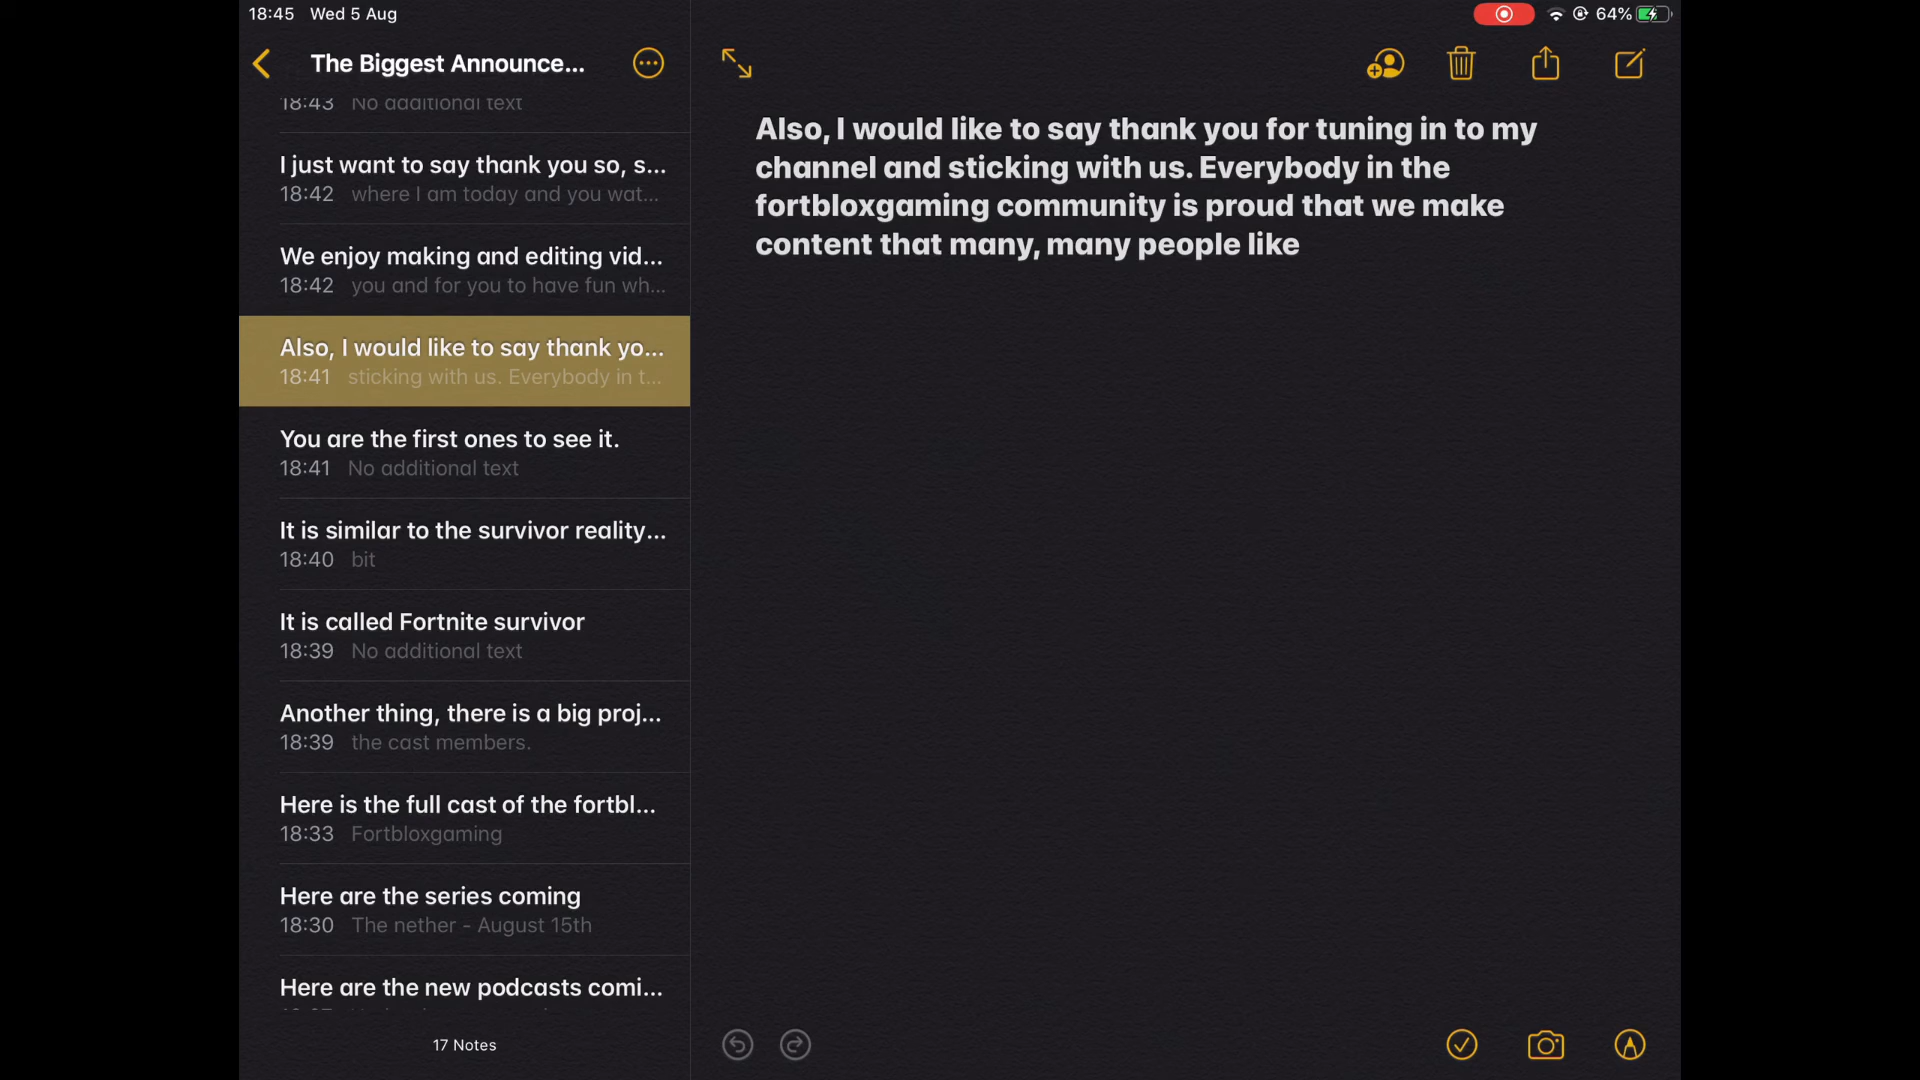 18:45 Wed 5 Aug
64%
The Biggest Announce...
18:43 No additional text
I just want to say thank you so, s...
18:42 where I am today and you wat...
We enjoy making and editing vid...
18:42 you and for you to have fun wh...
Also, I would like to say thank yo...
18:41 sticking with us. Everybody in t...
You are the first ones to see it.
18:41 No additional text
It is similar to the survivor reality...
18:40 bit
It is called Fortnite survivor
18:39 No additional text
Another thing, there is a big proj...
18:39 the cast members.
Here is the full cast of the fortbl...
18:33 Fortbloxgaming
Here are the series coming
18:30 The nether - August 15th
Here are the new podcasts comi...
17 Notes
Also, I would like to say thank you for tuning in to my
channel and sticking with us. Everybody in the
fortbloxgaming community is proud that we make
content that many, many people like